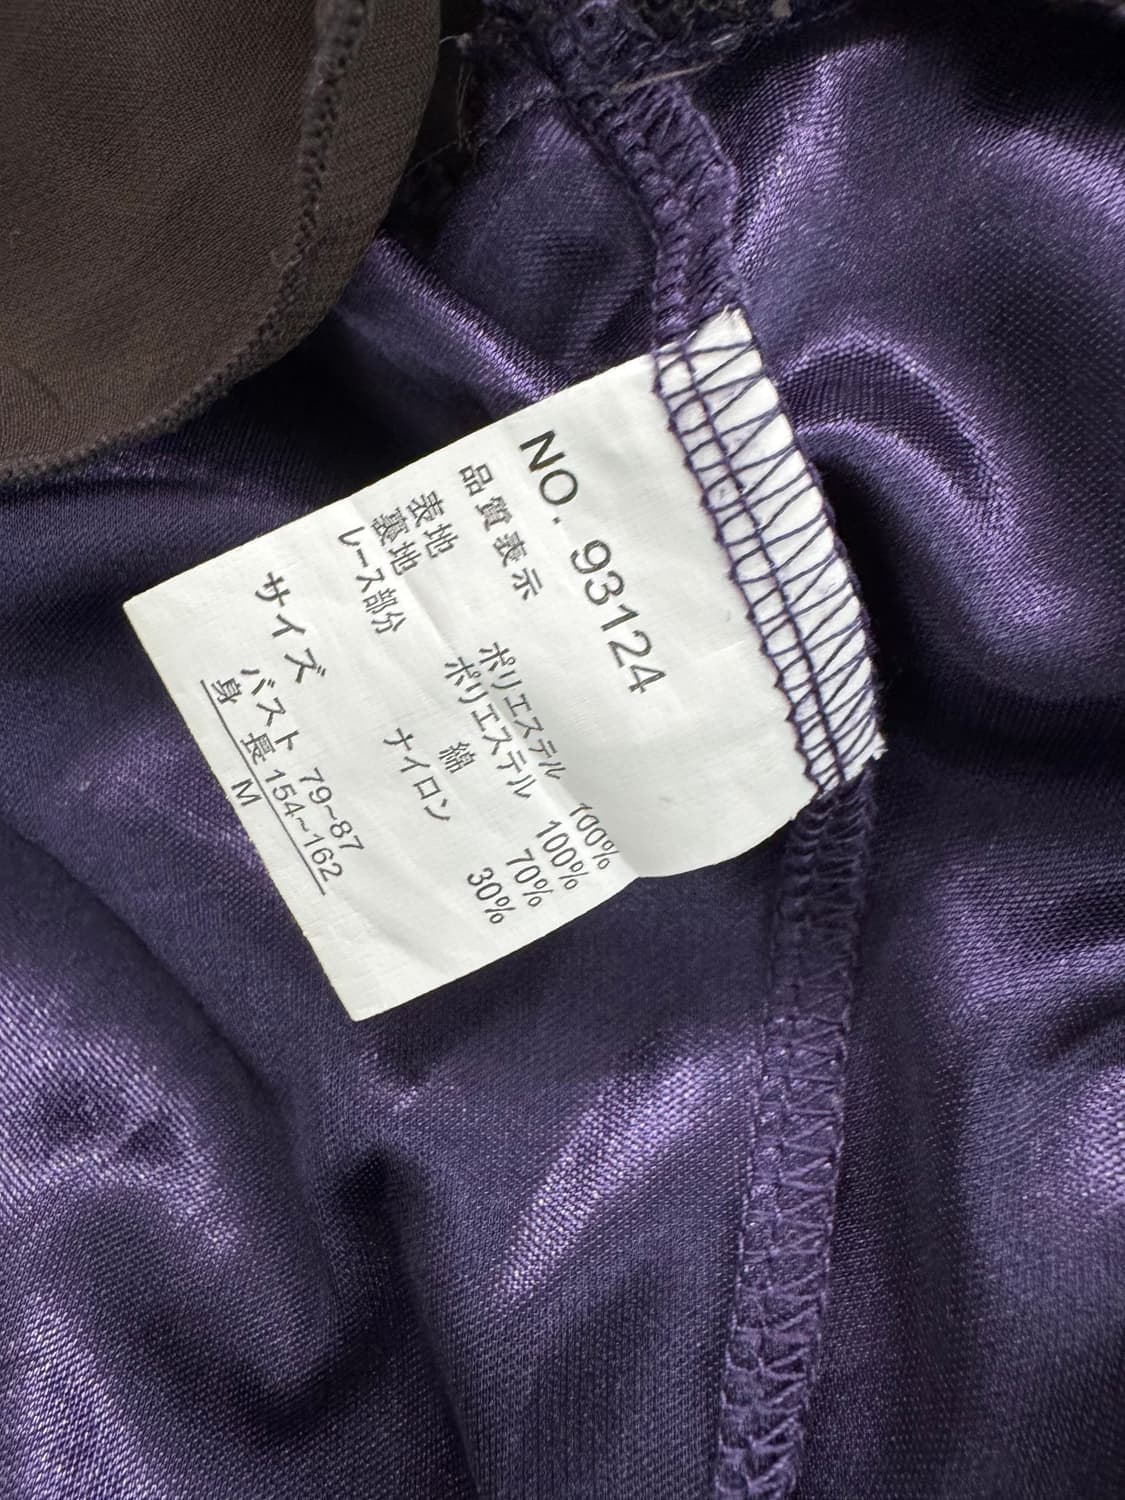 NO. 93124
品質表示
表地 ポリエステル 100%
裏地 ポリエステル 100%
レース部分 綿 70%
ナイロン 30%
サイズ
バスト 79~87
身長 154~162
M